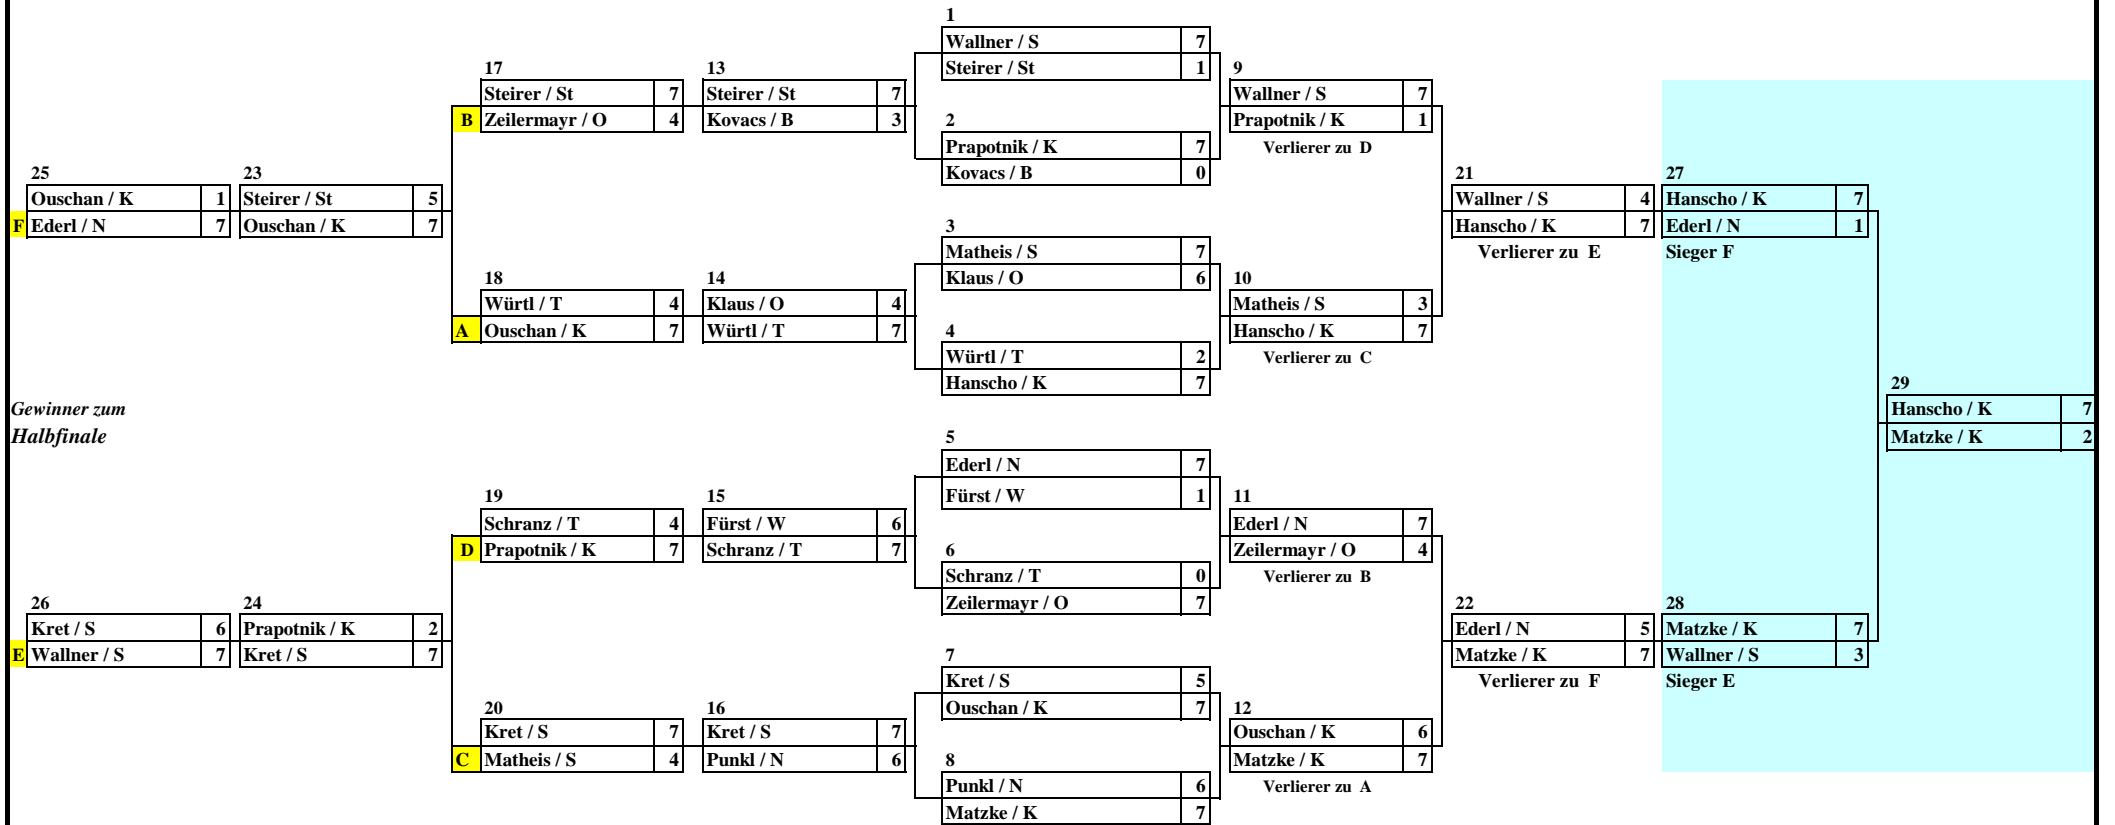 1
Wallner / S 7
17 13 Steirer / St 1 9
Steirer / St 7 Steirer / St 7 Wallner / S 7
B Zeilermayr / O 4 Kovacs / B 3 2 Prapotnik / K 1
Prapotnik / K 7 Verlierer zu D
25 23 Kovacs / B 0 21 27
Ouschan / K 1 Steirer / St 5 Wallner / S 4 Hanscho / K 7
F Ederl / N 7 Ouschan / K 7 3 Hanscho / K 7 Ederl / N 1
Matheis / S 7 Verlierer zu E Sieger F
18 14 Klaus / O 6 10
Würtl / T 4 Klaus / O 4 Matheis / S 3
A Ouschan / K 7 Würtl / T 7 4 Hanscho / K 7
Würtl / T 2 Verlierer zu C
Hanscho / K 7 29
Gewinner zum Hanscho / K 7
Halbfinale 5 Matzke / K 2
Ederl / N 7
19 15 Fürst / W 1 11
Schranz / T 4 Fürst / W 6 Ederl / N 7
D Prapotnik / K 7 Schranz / T 7 6 Zeilermayr / O 4
Schranz / T 0 Verlierer zu B
26 24 Zeilermayr / O 7 22 28
Kret / S 6 Prapotnik / K 2 Ederl / N 5 Matzke / K 7
E Wallner / S 7 Kret / S 7 7 Matzke / K 7 Wallner / S 3
Kret / S 5 Verlierer zu F Sieger E
20 16 Ouschan / K 7 12
Kret / S 7 Kret / S 7 Ouschan / K 6
C Matheis / S 4 Punkl / N 6 8 Matzke / K 7
Punkl / N 6 Verlierer zu A
Matzke / K 7